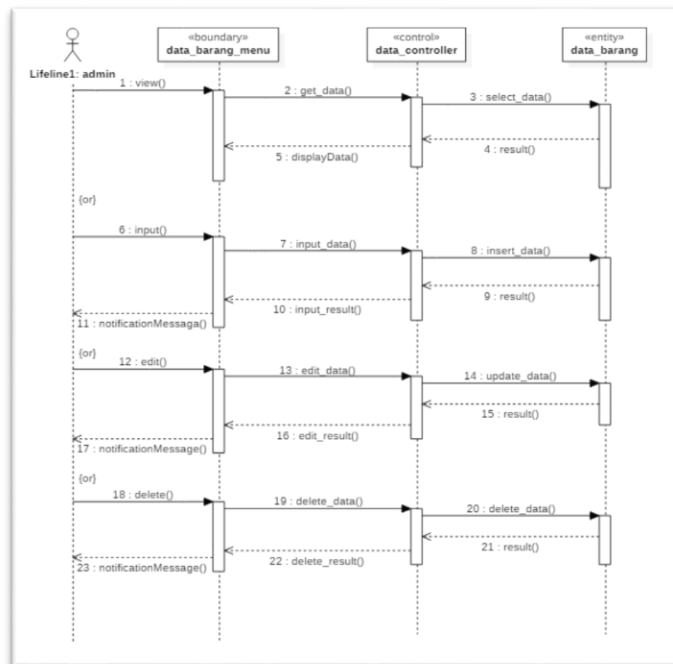 «boundary»
data_barang_menu
«control»
data_controller
«entity»
data_barang
Lifeline1: admin
1 : view()
2 : get_data()
3 : select_data()
4 : result()
5 : displayData()
{or}
6 : input()
7 : input_data()
8 : insert_data()
9 : result()
10 : input_result()
11 : notificationMessaga()
{or}
12 : edit()
13 : edit_data()
14 : update_data()
15 : result()
16 : edit_result()
17 : notificationMessage()
{or}
18 : delete()
19 : delete_data()
20 : delete_data()
21 : result()
22 : delete_result()
23 : notificationMessage()